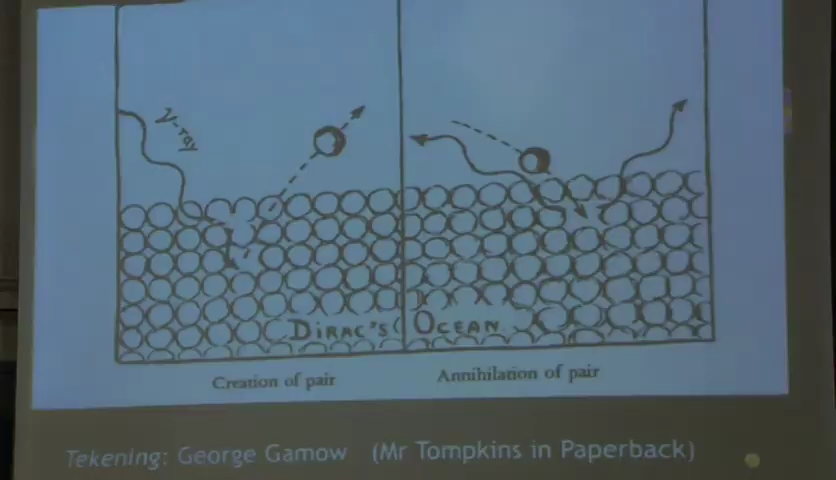 γ-ray
DIRAC'S OCEAN
Creation of pair
Annihilation of pair
Tekening: George Gamow (Mr Tompkins in Paperback)